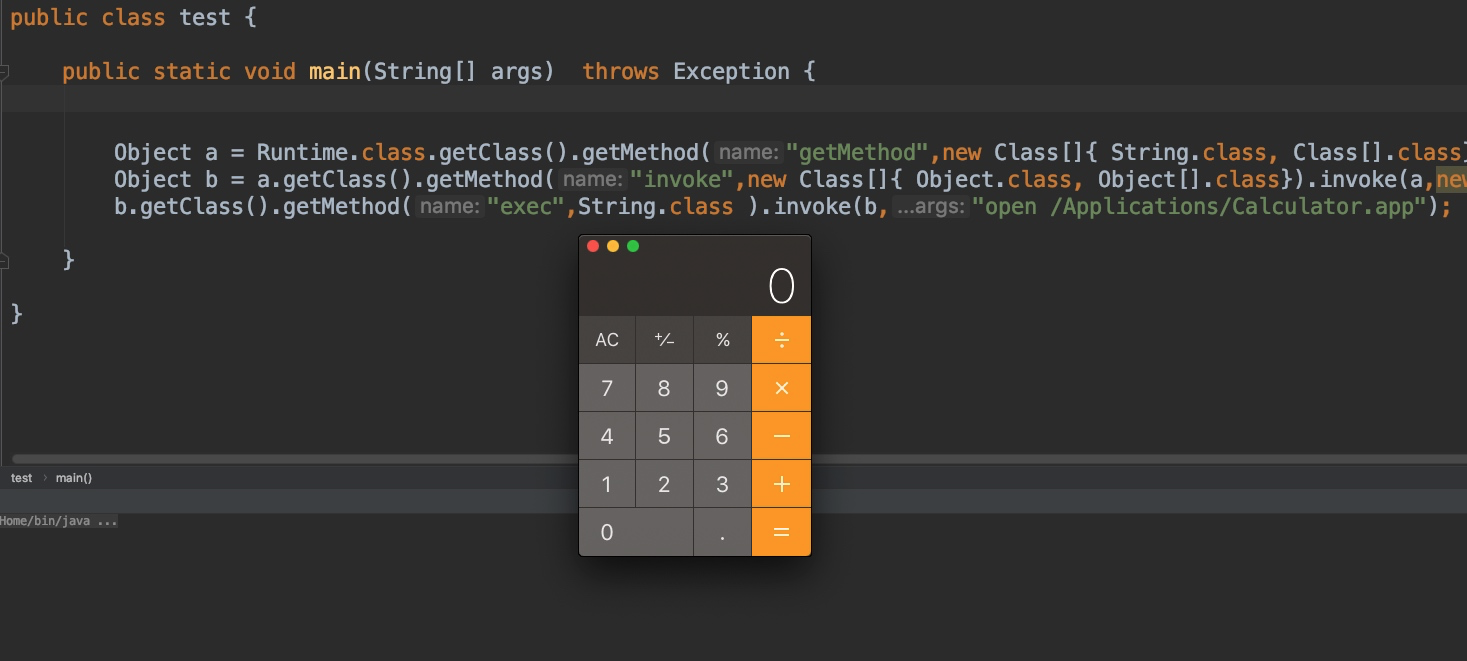 public class test {
public static void main(String[] args)  throws Exception {
Object a = Runtime.class.getClass().getMethod( name: "getMethod",new Class[]{ String.class, Class[].class}
Object b = a.getClass().getMethod( name: "invoke",new Class[]{ Object.class, Object[].class}).invoke(a,new
b.getClass().getMethod( name: "exec",String.class ).invoke(b, ...args: "open /Applications/Calculator.app");
}
}
0
AC +/− % ÷
7 8 9 ×
4 5 6 −
1 2 3 +
0 . =
test › main()
Home/bin/java ...